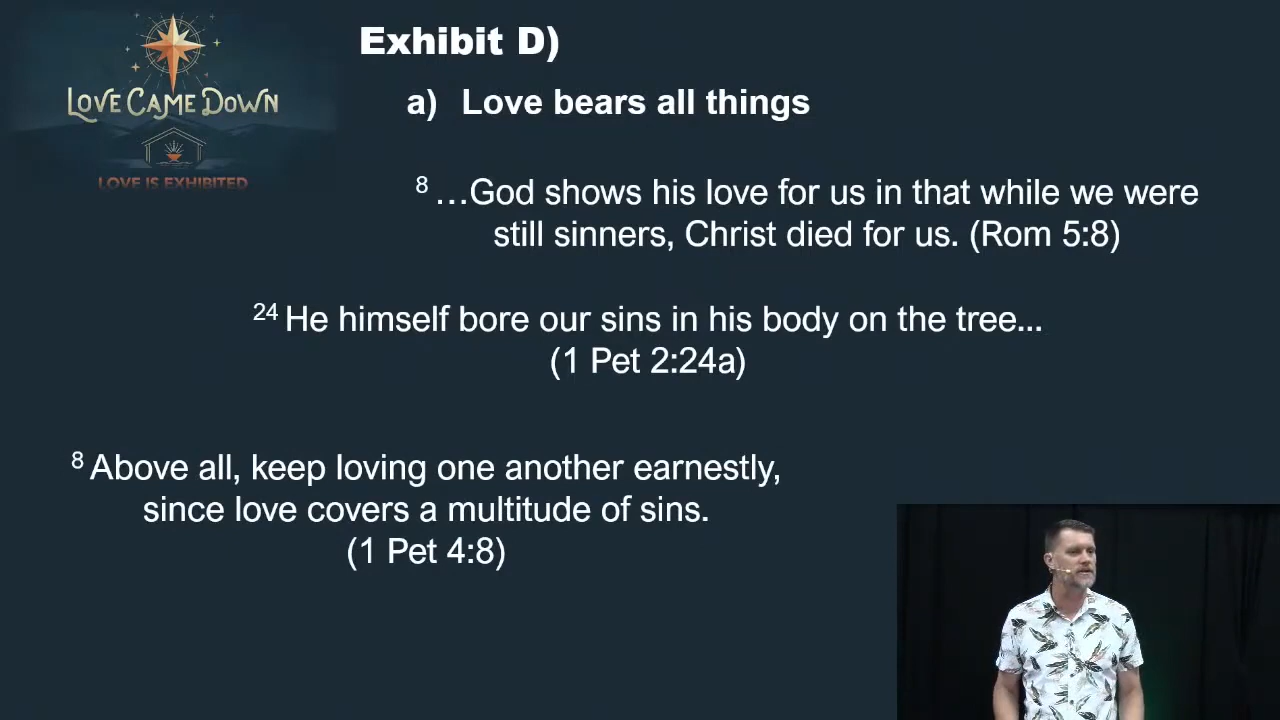 LOVE CAME DOWN
LOVE IS EXHIBITED
Exhibit D)
a) Love bears all things
8 …God shows his love for us in that while we were
still sinners, Christ died for us. (Rom 5:8)
24 He himself bore our sins in his body on the tree...
(1 Pet 2:24a)
8 Above all, keep loving one another earnestly,
since love covers a multitude of sins.
(1 Pet 4:8)